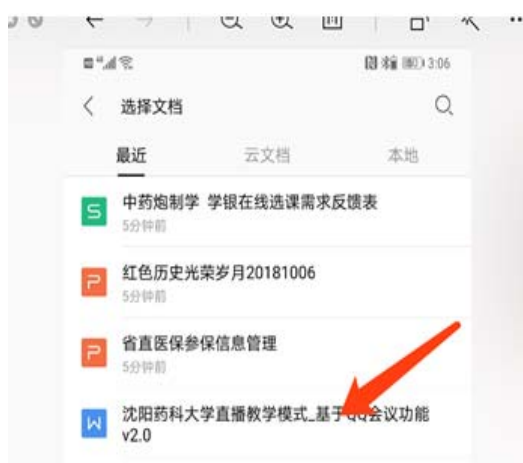 3:06
选择文档
最近 云文档 本地
中药炮制学 学银在线选课需求反馈表
5分钟前
红色历史光荣岁月20181006
5分钟前
省直医保参保信息管理
5分钟前
沈阳药科大学直播教学模式_基于QQ会议功能
v2.0